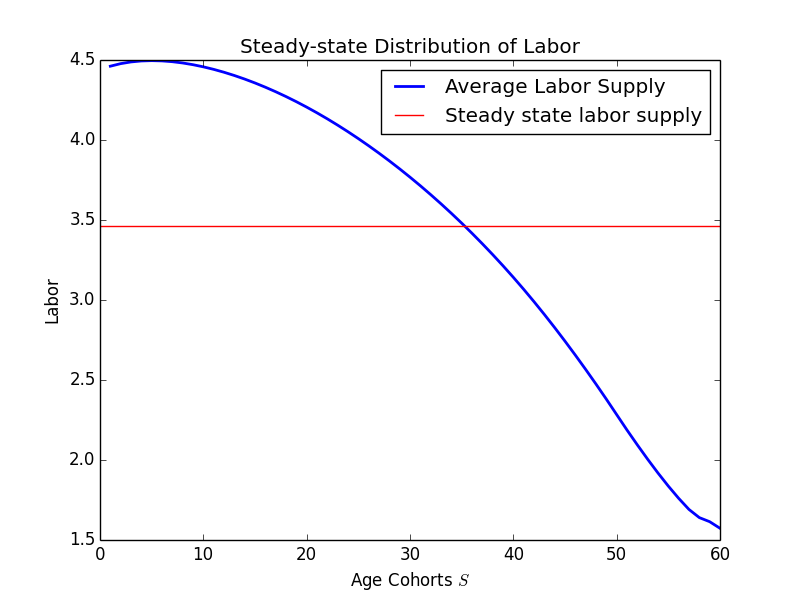 Steady-state Distribution of Labor
Average Labor Supply
Steady state labor supply
4.5
4.0
3.5
3.0
2.5
2.0
1.5
Labor
0 10 20 30 40 50 60
Age Cohorts S